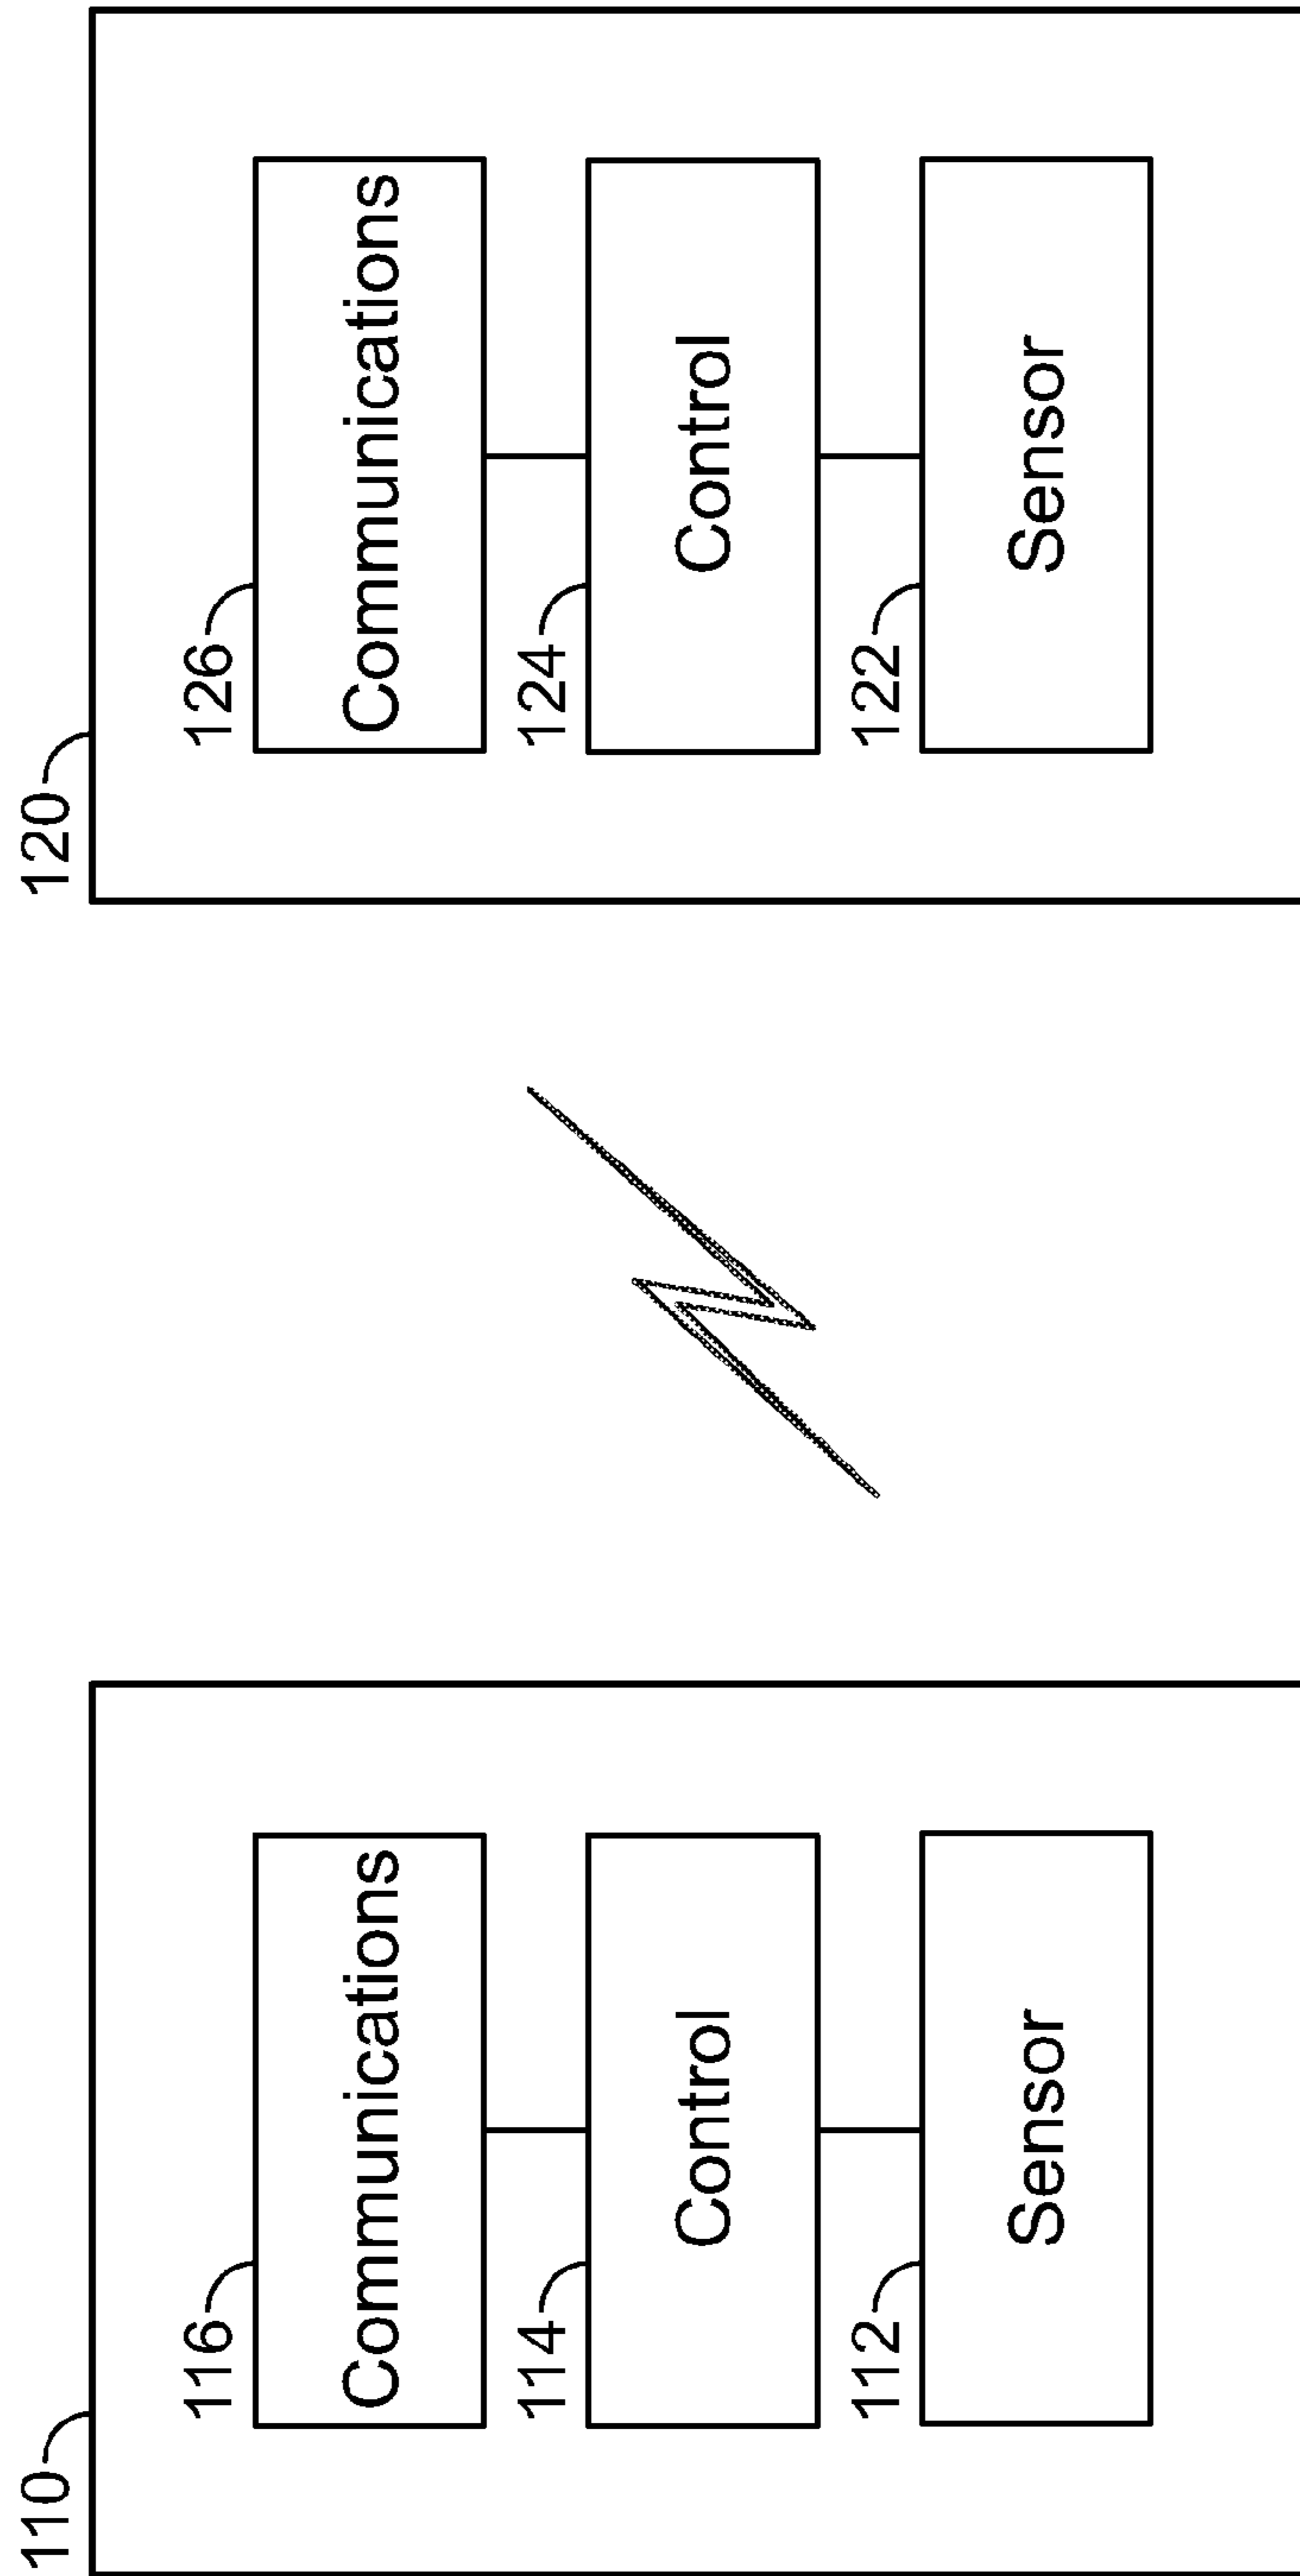 110
116
Communications
114
Control
112
Sensor
120
126
Communications
124
Control
122
Sensor